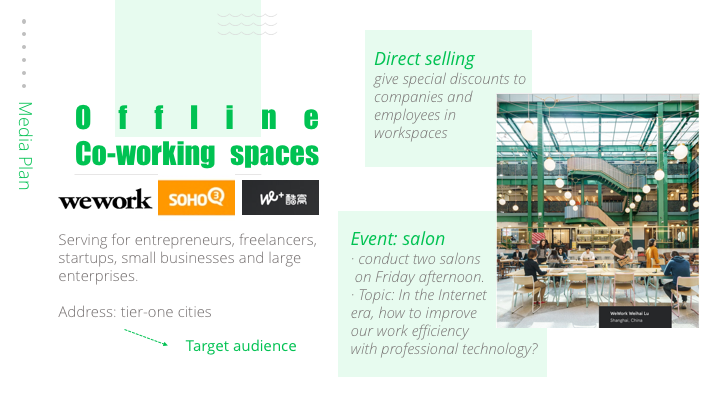 Media Plan
Offline
Co-working spaces
wework
SOHO 3Q
We+ 酷窝
Serving for entrepreneurs, freelancers,
startups, small businesses and large
enterprises.
Address: tier-one cities
Target audience
Direct selling
give special discounts to
companies and
employees in
workspaces
Event: salon
· conduct two salons
on Friday afternoon.
· Topic: In the Internet
era, how to improve
our work efficiency
with professional technology?
WeWork Weihai Lu
Shanghai, China